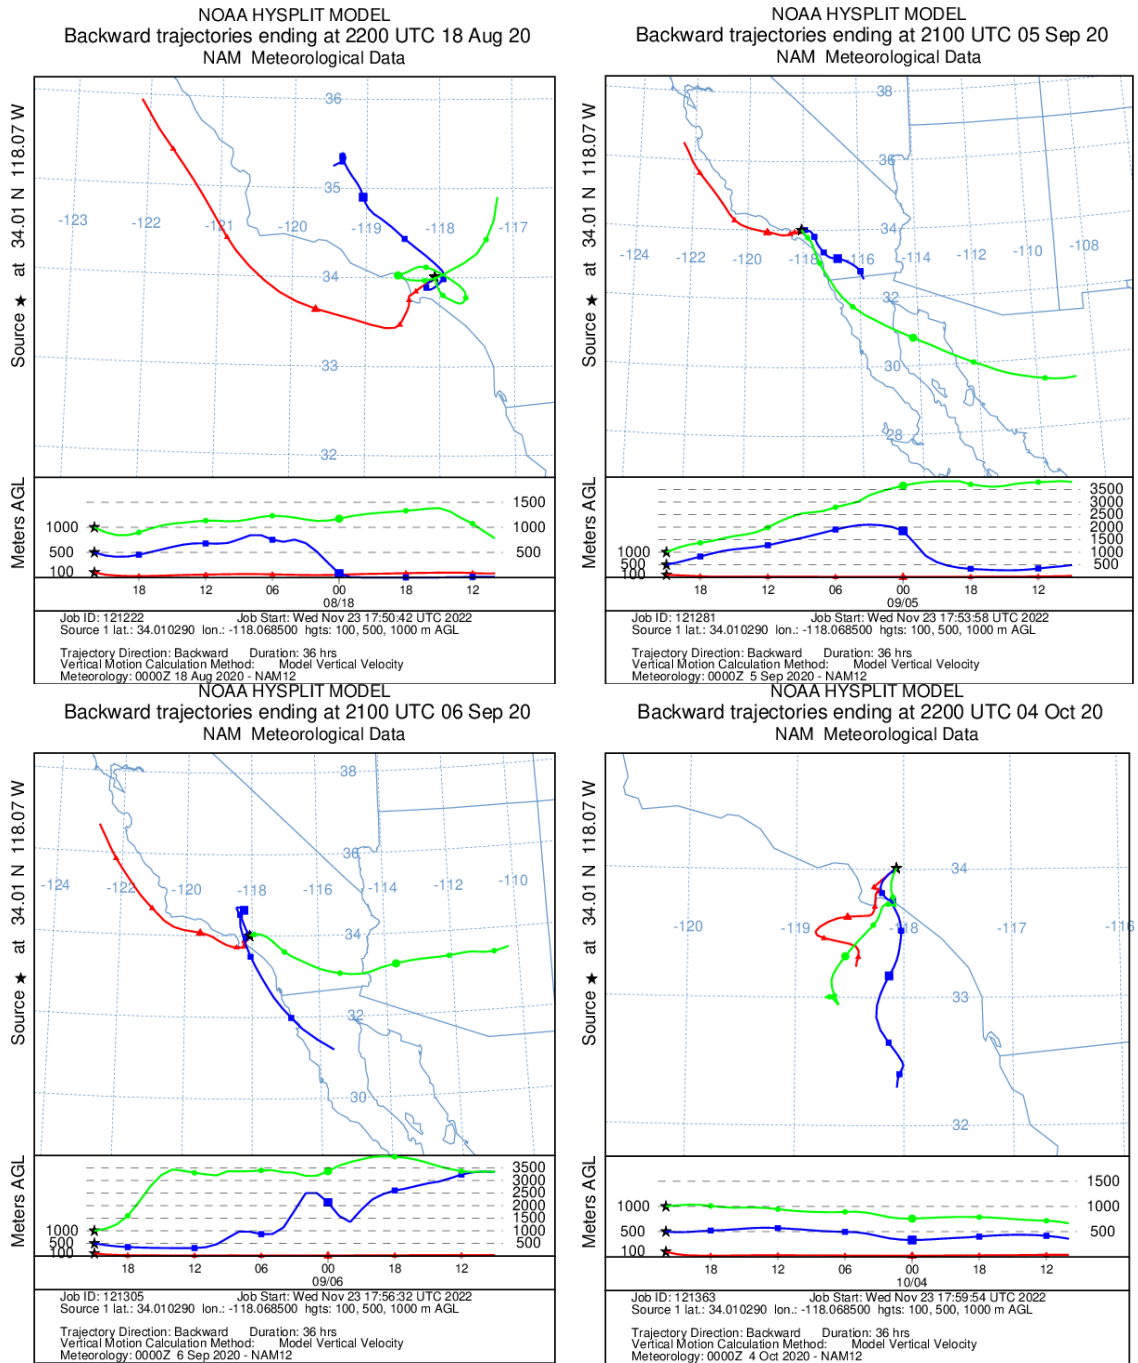 NOAA HYSPLIT MODEL
Backward trajectories ending at 2200 UTC 18 Aug 20
NAM Meteorological Data
Source ★ at 34.01 N 118.07 W
36
35
-123
-122
-121
-120
-119
-118
-117
34
33
32
Meters AGL
1500
1000
1000
500
500
100
18
12
06
00
18
12
08/18
Job ID: 121222 Job Start: Wed Nov 23 17:50:42 UTC 2022
Source 1 lat.: 34.010290 lon.: -118.068500 hgts: 100, 500, 1000 m AGL
Trajectory Direction: Backward Duration: 36 hrs
Vertical Motion Calculation Method: Model Vertical Velocity
Meteorology: 0000Z 18 Aug 2020 - NAM12
NOAA HYSPLIT MODEL
Backward trajectories ending at 2100 UTC 05 Sep 20
NAM Meteorological Data
Source ★ at 34.01 N 118.07 W
38
36
34
-124
-122
-120
-118
-116
-114
-112
-110
-108
32
30
28
Meters AGL
3500
3000
2500
2000
1500
1000
1000
500
500
100
18
12
06
00
18
12
09/05
Job ID: 121281 Job Start: Wed Nov 23 17:53:58 UTC 2022
Source 1 lat.: 34.010290 lon.: -118.068500 hgts: 100, 500, 1000 m AGL
Trajectory Direction: Backward Duration: 36 hrs
Vertical Motion Calculation Method: Model Vertical Velocity
Meteorology: 0000Z 5 Sep 2020 - NAM12
NOAA HYSPLIT MODEL
Backward trajectories ending at 2100 UTC 06 Sep 20
NAM Meteorological Data
Source ★ at 34.01 N 118.07 W
38
36
-124
-122
-120
-118
-116
-114
-112
-110
34
32
30
Meters AGL
3500
3000
2500
2000
1500
1000
1000
500
500
100
18
12
06
00
18
12
09/06
Job ID: 121305 Job Start: Wed Nov 23 17:56:32 UTC 2022
Source 1 lat.: 34.010290 lon.: -118.068500 hgts: 100, 500, 1000 m AGL
Trajectory Direction: Backward Duration: 36 hrs
Vertical Motion Calculation Method: Model Vertical Velocity
Meteorology: 0000Z 6 Sep 2020 - NAM12
NOAA HYSPLIT MODEL
Backward trajectories ending at 2200 UTC 04 Oct 20
NAM Meteorological Data
Source ★ at 34.01 N 118.07 W
34
-120
-119
-118
-117
-116
33
32
Meters AGL
1500
1000
1000
500
500
100
18
12
06
00
18
12
10/04
Job ID: 121363 Job Start: Wed Nov 23 17:59:54 UTC 2022
Source 1 lat.: 34.010290 lon.: -118.068500 hgts: 100, 500, 1000 m AGL
Trajectory Direction: Backward Duration: 36 hrs
Vertical Motion Calculation Method: Model Vertical Velocity
Meteorology: 0000Z 4 Oct 2020 - NAM12